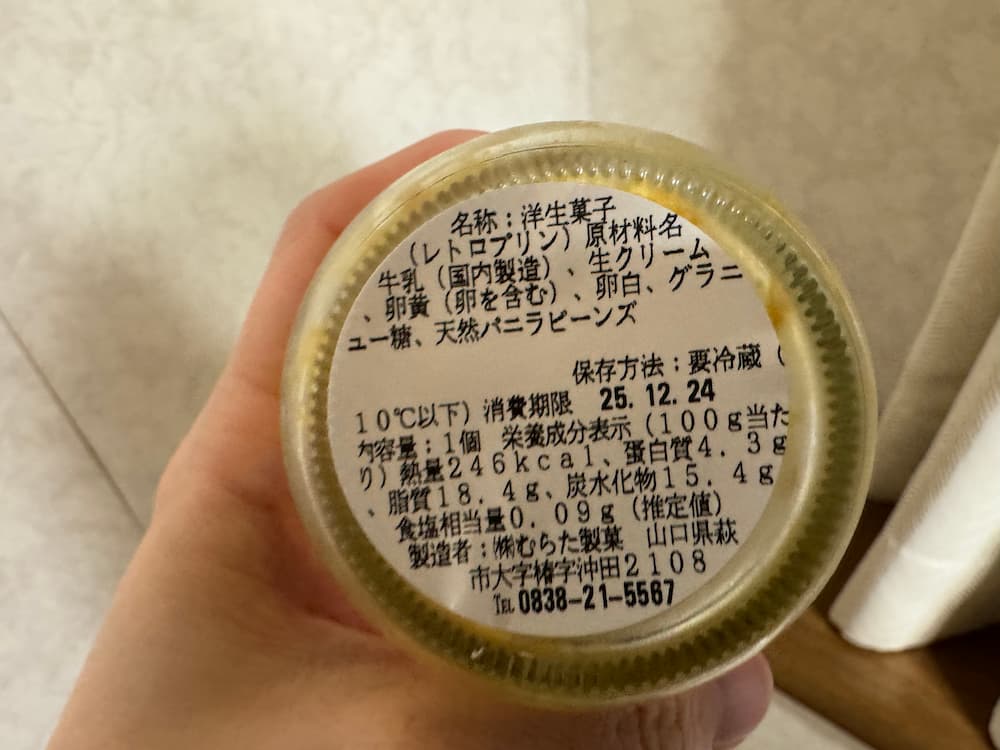 名称：洋生菓子
(レトロプリン) 原材料名
牛乳 (国内製造)、生クリーム
、卵黄 (卵を含む)、卵白、グラニ
ュー糖、天然バニラビーンズ
保存方法：要冷蔵 (
10℃以下) 消費期限 25.12.24
内容量：1個 栄養成分表示 (100g当た
り) 熱量246kcal、蛋白質4.3g
、脂質18.4g、炭水化物15.4g
食塩相当量0.09g (推定値)
製造者：㈱むらた製菓 山口県萩
市大字椿字沖田2108
℡0838-21-5567